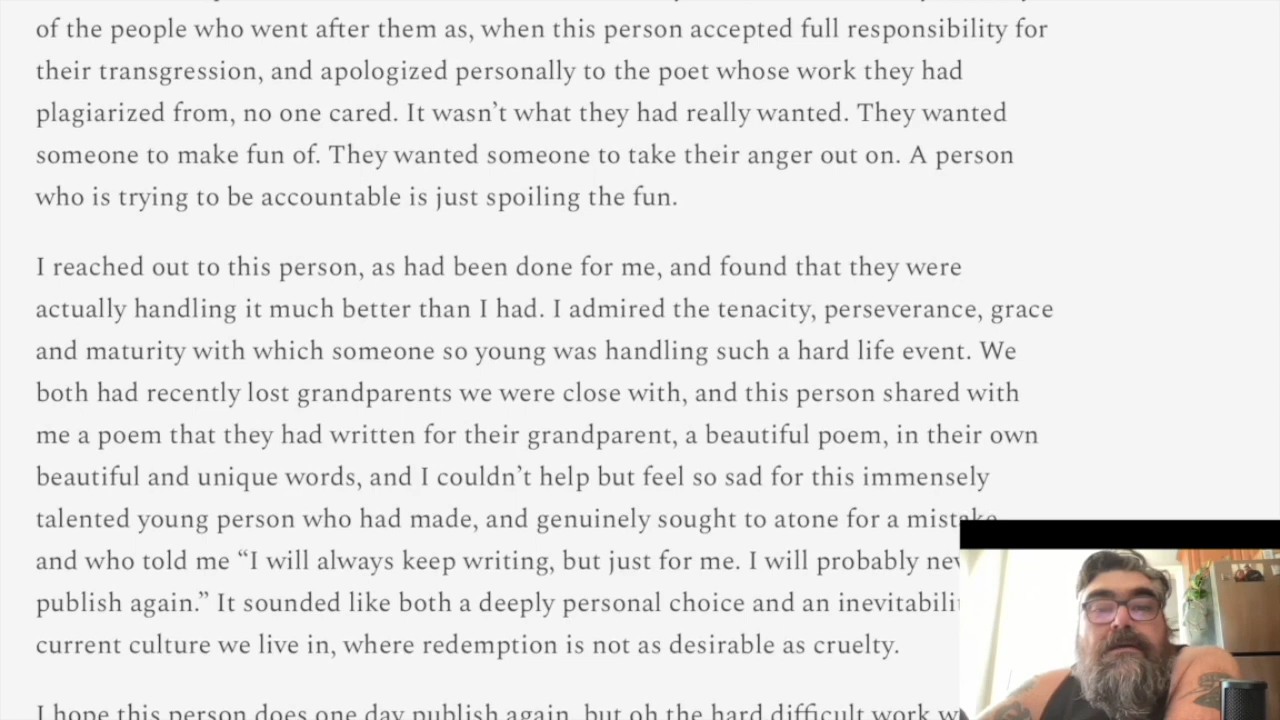 of the people who went after them as, when this person accepted full responsibility for
their transgression, and apologized personally to the poet whose work they had
plagiarized from, no one cared. It wasn’t what they had really wanted. They wanted
someone to make fun of. They wanted someone to take their anger out on. A person
who is trying to be accountable is just spoiling the fun.
I reached out to this person, as had been done for me, and found that they were
actually handling it much better than I had. I admired the tenacity, perseverance, grace
and maturity with which someone so young was handling such a hard life event. We
both had recently lost grandparents we were close with, and this person shared with
me a poem that they had written for their grandparent, a beautiful poem, in their own
beautiful and unique words, and I couldn’t help but feel so sad for this immensely
talented young person who had made, and genuinely sought to atone for a mistake
and who told me “I will always keep writing, but just for me. I will probably
publish again.” It sounded like both a deeply personal choice and an
current culture we live in, where redemption is not as desirable as cruelty.
I hope this person does one day publish again, but oh the hard difficult work